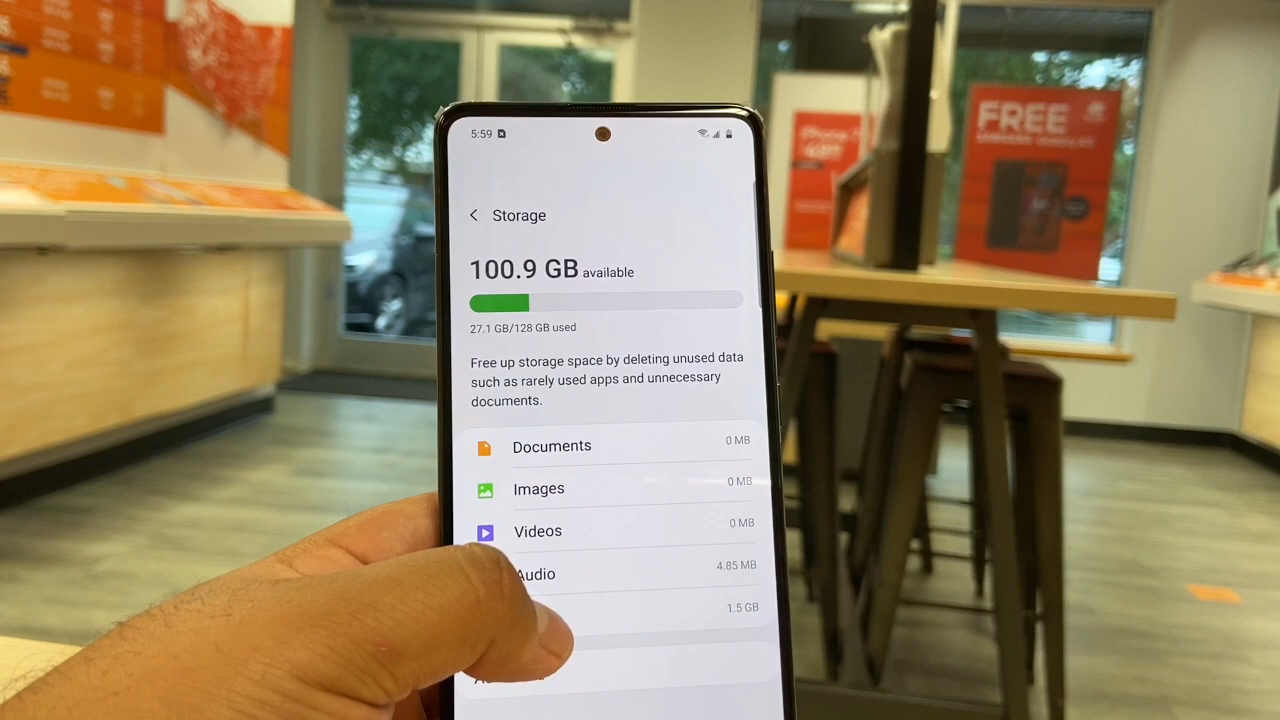 FREE
5:59
Storage
100.9 GB available
27.1 GB/128 GB used
Free up storage space by deleting unused data
such as rarely used apps and unnecessary
documents.
Documents 0 MB
Images 0 MB
Videos 0 MB
Audio 4.85 MB
1.5 GB